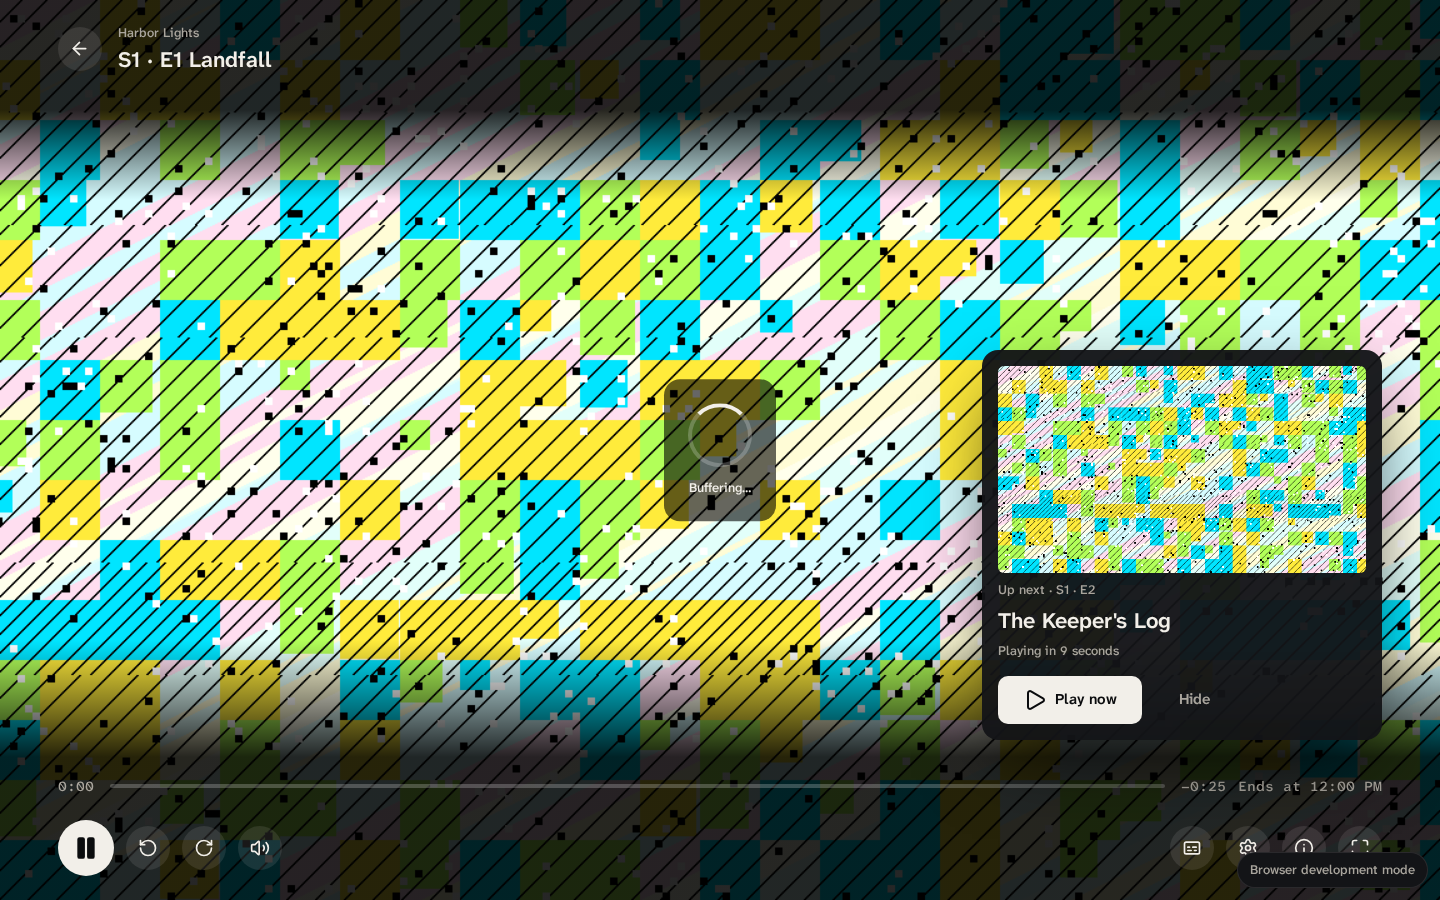 Harbor Lights
S1 · E1 Landfall
Buffering…
Up next · S1 · E2
The Keeper's Log
Playing in 9 seconds
Play now
Hide
0:00
−0:25 Ends at 12:00 PM
Browser development mode